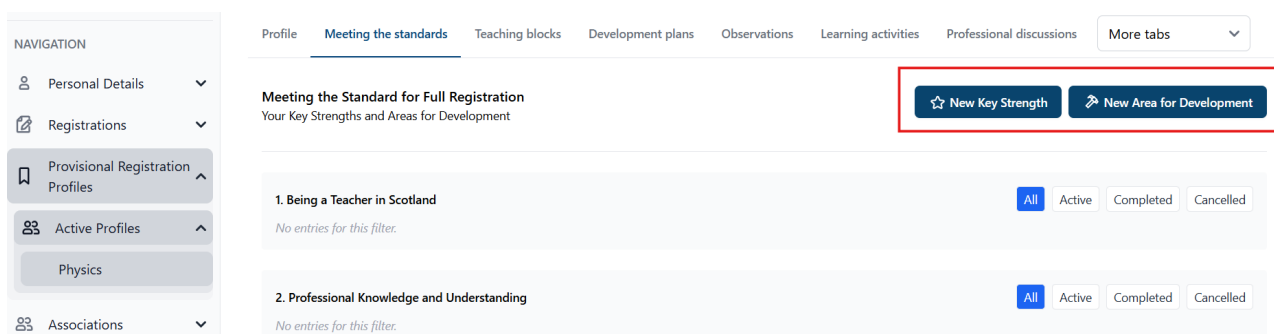 NAVIGATION
Personal Details
Registrations
Provisional Registration
Profiles
Active Profiles
Physics
Associations
Profile Meeting the standards Teaching blocks Development plans Observations Learning activities Professional discussions More tabs
Meeting the Standard for Full Registration
Your Key Strengths and Areas for Development
New Key Strength New Area for Development
1. Being a Teacher in Scotland
All Active Completed Cancelled
No entries for this filter.
2. Professional Knowledge and Understanding
All Active Completed Cancelled
No entries for this filter.